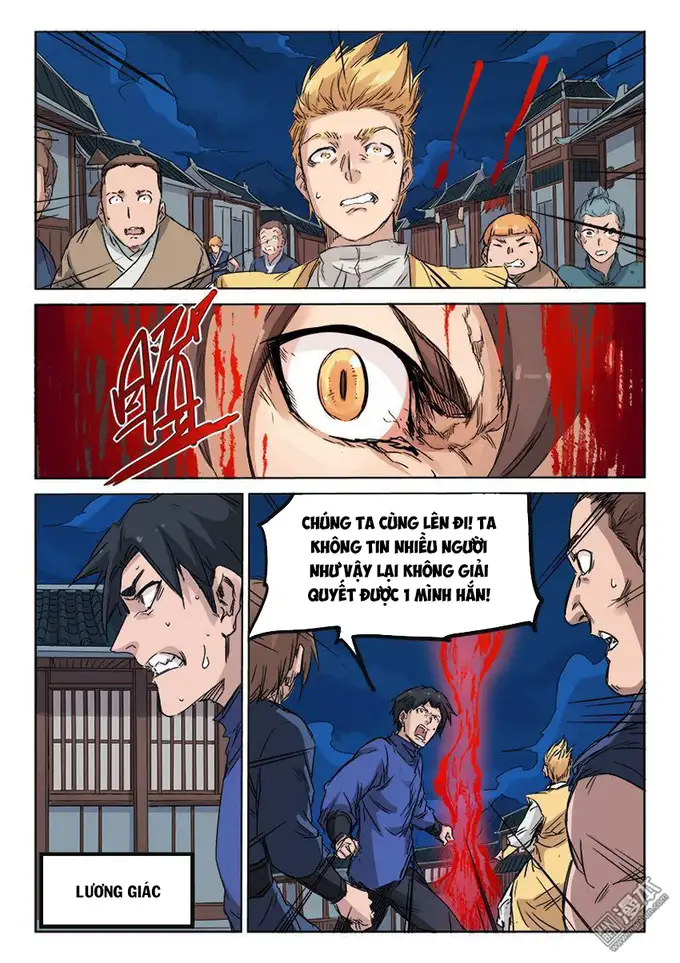 CHÚNG TA CÙNG LÊN ĐI! TA
KHÔNG TIN NHIỀU NGƯỜI
NHƯ VẬY LẠI KHÔNG GIẢI
QUYẾT ĐƯỢC 1 MÌNH HẮN!
LƯƠNG GIÁC